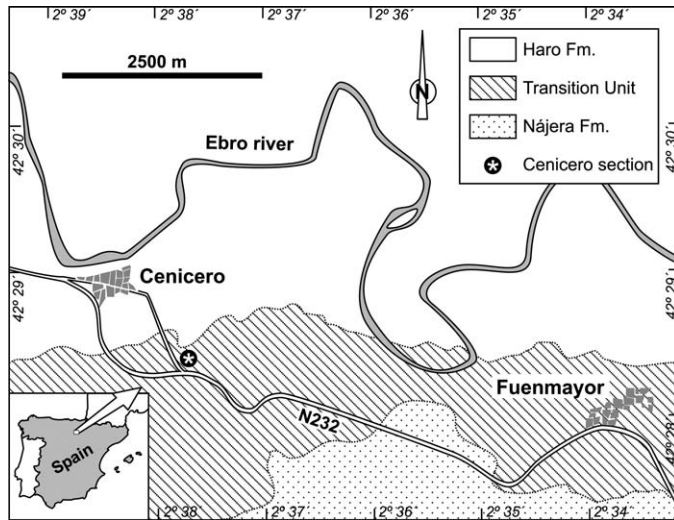 2º 39´
2º 38´
2º 37´
2º 36´
2º 35´
2º 34´
2500 m
N
Haro Fm.
Transition Unit
Nájera Fm.
Cenicero section
42º 30´
42º 30´
Ebro river
Cenicero
42º 29´
42º 29´
Fuenmayor
N232
42º 28´
Spain
2º 38´
2º 37´
2º 36´
2º 35´
2º 34´